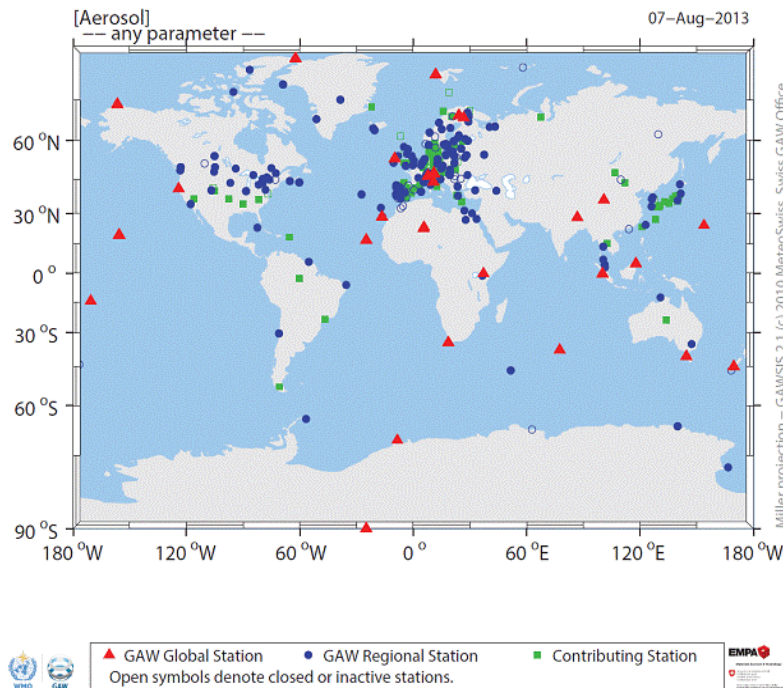 [Aerosol]
−− any parameter −−
07−Aug−2013
60 °N
30 °N
0 °
30 °S
60 °S
90 °S
180 °W
120 °W
60 °W
0 °
60 °E
120 °E
180 °W
Miller projection − GAWSIS 2.1 (c) 2010 MeteoSwiss, Swiss GAW Office
GAW Global Station
GAW Regional Station
Contributing Station
Open symbols denote closed or inactive stations.
WMO
GAW
EMPA